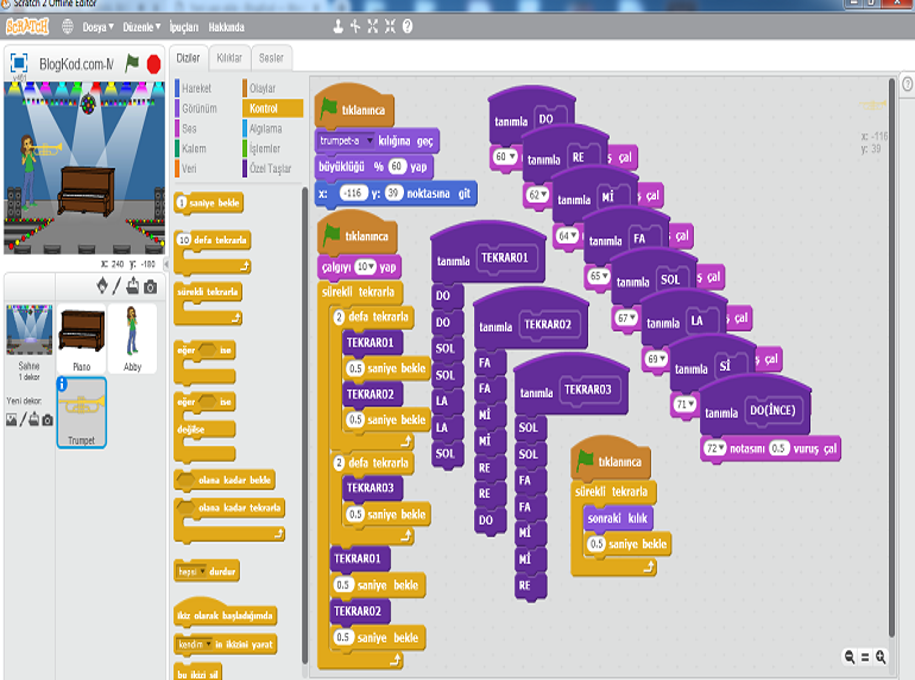 Scratch 2 Offline Editor
SCRATCH Dosya Düzenle İpuçları Hakkında
BlogKod.com-M
v461
x: 240 y: -180
Sahne
1 dekor
Yeni dekor:
Piano
Abby
Trumpet
Diziler Kılıklar Sesler
Hareket Olaylar
Görünüm Kontrol
Ses Algılama
Kalem İşlemler
Veri Özel Taşlar
1 saniye bekle
10 defa tekrarla
sürekli tekrarla
eğer ise
eğer ise
değilse
olana kadar bekle
olana kadar tekrarla
hepsi durdur
ikiz olarak başladığımda
kendim in ikizini yarat
bu ikizi sil
tıklanınca
trumpet-a kılığına geç
büyüklüğü % 60 yap
x: -116 y: 39 noktasına git
tıklanınca
çalgıyı 10 yap
sürekli tekrarla
2 defa tekrarla
TEKRAR01
0.5 saniye bekle
TEKRAR02
0.5 saniye bekle
2 defa tekrarla
TEKRAR03
0.5 saniye bekle
TEKRAR01
0.5 saniye bekle
TEKRAR02
0.5 saniye bekle
tanımla TEKRAR01
DO
DO
SOL
SOL
LA
LA
SOL
tanımla TEKRAR02
FA
FA
Mİ
Mİ
RE
RE
DO
tanımla TEKRAR03
SOL
SOL
FA
FA
Mİ
Mİ
RE
tıklanınca
sürekli tekrarla
sonraki kılık
0.5 saniye bekle
tanımla DO
60 ş çal
tanımla RE
62 ş çal
tanımla Mİ
64 ş çal
tanımla FA
65 ş çal
tanımla SOL
67 ş çal
tanımla LA
69 ş çal
tanımla Sİ
71
tanımla DO(İNCE)
72 notasını 0.5 vuruş çal
x: -116
y: 39